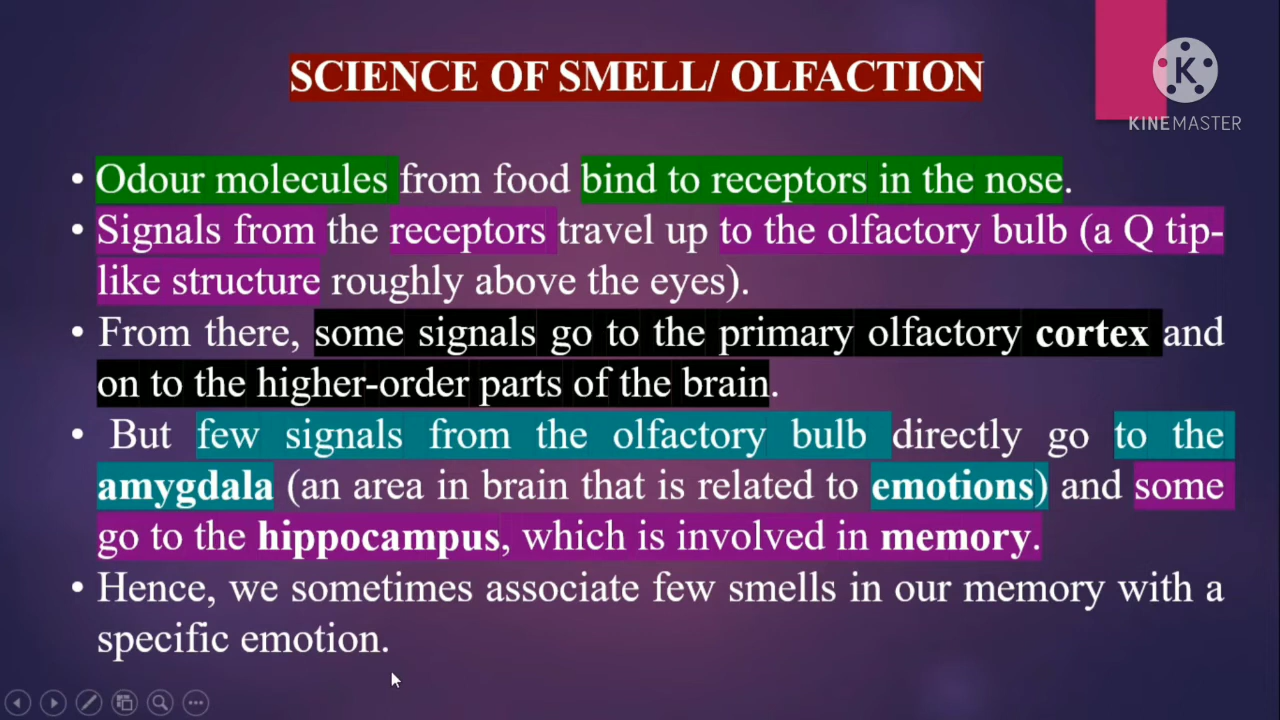 SCIENCE OF SMELL/ OLFACTION
K
KINEMASTER
• Odour molecules from food bind to receptors in the nose.
• Signals from the receptors travel up to the olfactory bulb (a Q tip-
like structure roughly above the eyes).
• From there, some signals go to the primary olfactory cortex and
on to the higher-order parts of the brain.
• But few signals from the olfactory bulb directly go to the
amygdala (an area in brain that is related to emotions) and some
go to the hippocampus, which is involved in memory.
• Hence, we sometimes associate few smells in our memory with a
specific emotion.